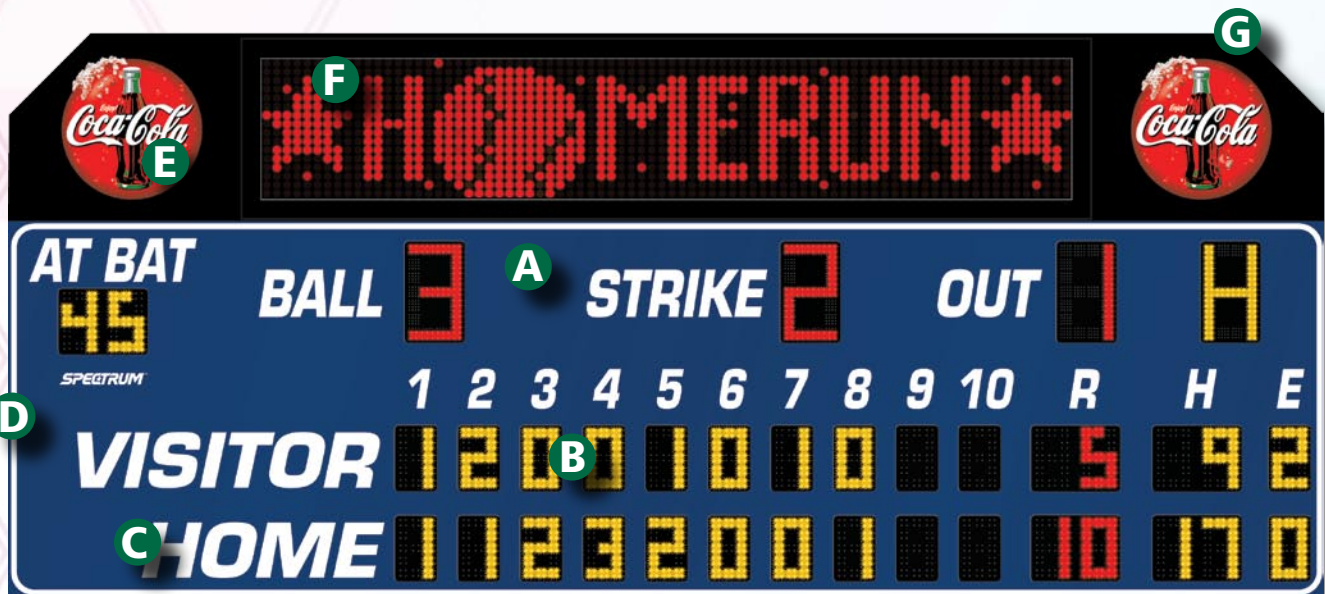 G
F
★HOMERUN★
Enjoy
Coca-Cola
E
Enjoy
Coca-Cola
AT BAT
45
SPECTRUM
BALL 3
A
STRIKE 2
OUT 1 H
1 2 3 4 5 6 7 8 9 10 R H E
D
VISITOR 1 2 0 0 1 0 1 0 5 9 2
B
C
HOME 1 1 2 3 2 0 0 1 10 17 0